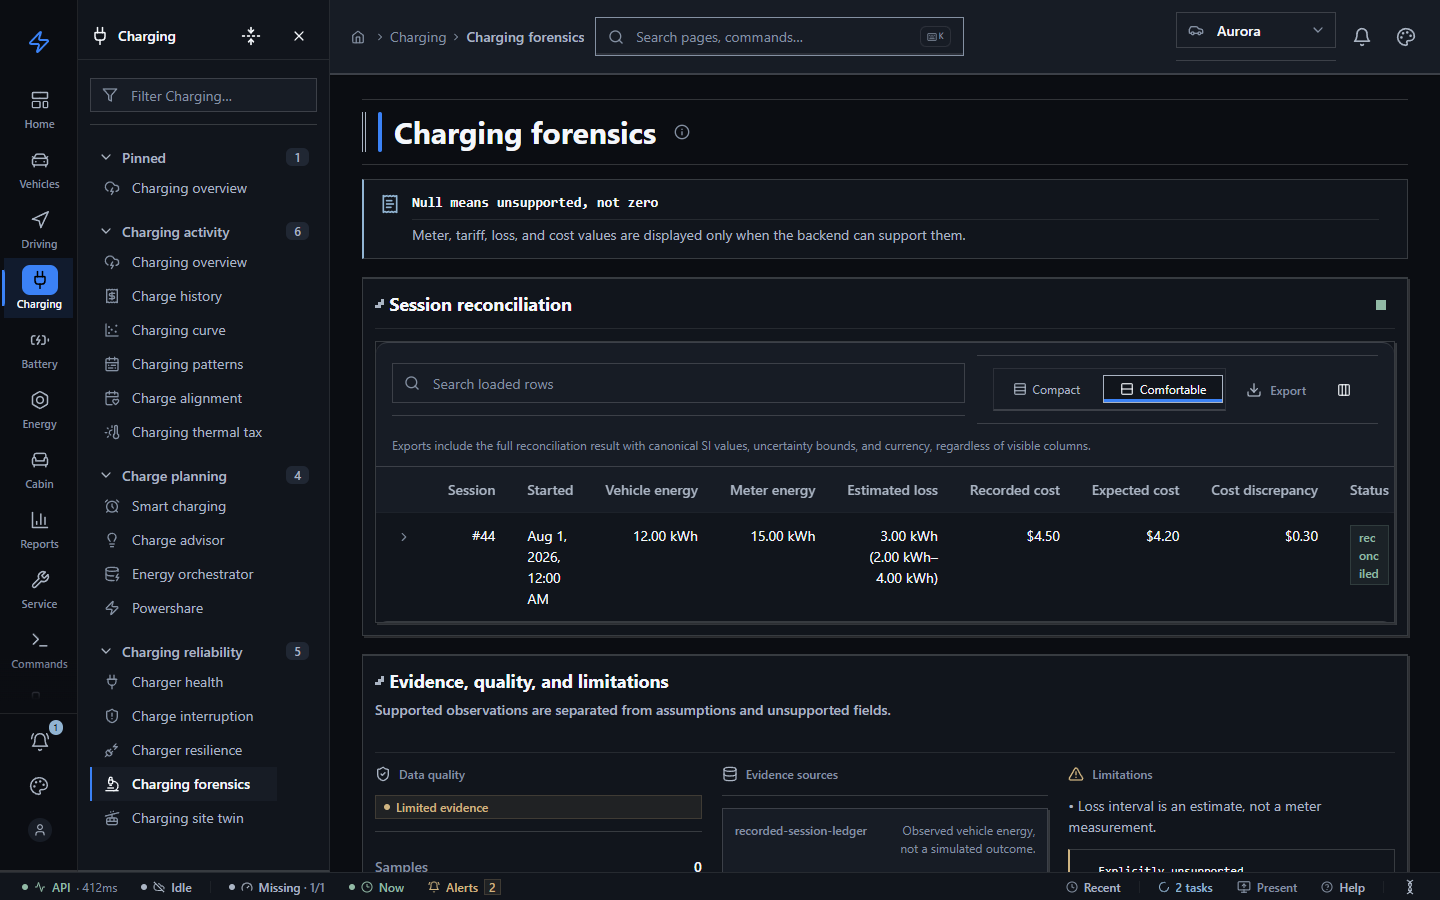 Home
Vehicles
Driving
Charging
Battery
Energy
Cabin
Reports
Service
Commands
1
Charging
Filter Charging...
Pinned 1
Charging overview
Charging activity 6
Charging overview
Charge history
Charging curve
Charging patterns
Charge alignment
Charging thermal tax
Charge planning 4
Smart charging
Charge advisor
Energy orchestrator
Powershare
Charging reliability 5
Charger health
Charge interruption
Charger resilience
Charging forensics
Charging site twin
Charging
Charging forensics
Search pages, commands...
K
Aurora
Charging forensics
Null means unsupported, not zero
Meter, tariff, loss, and cost values are displayed only when the backend can support them.
Session reconciliation
Search loaded rows
Compact
Comfortable
Export
Exports include the full reconciliation result with canonical SI values, uncertainty bounds, and currency, regardless of visible columns.
Session Started Vehicle energy Meter energy Estimated loss Recorded cost Expected cost Cost discrepancy Status
#44 Aug 1, 12.00 kWh 15.00 kWh 3.00 kWh $4.50 $4.20 $0.30 rec
2026, (2.00 kWh– onc
12:00 4.00 kWh) iled
AM
Evidence, quality, and limitations
Supported observations are separated from assumptions and unsupported fields.
Data quality
Limited evidence
Samples 0
Evidence sources
recorded-session-ledger Observed vehicle energy,
not a simulated outcome.
Limitations
• Loss interval is an estimate, not a meter
measurement.
Explicitly unsupported
API · 412ms
Idle
Missing · 1/1
Now
Alerts 2
Recent
2 tasks
Present
Help